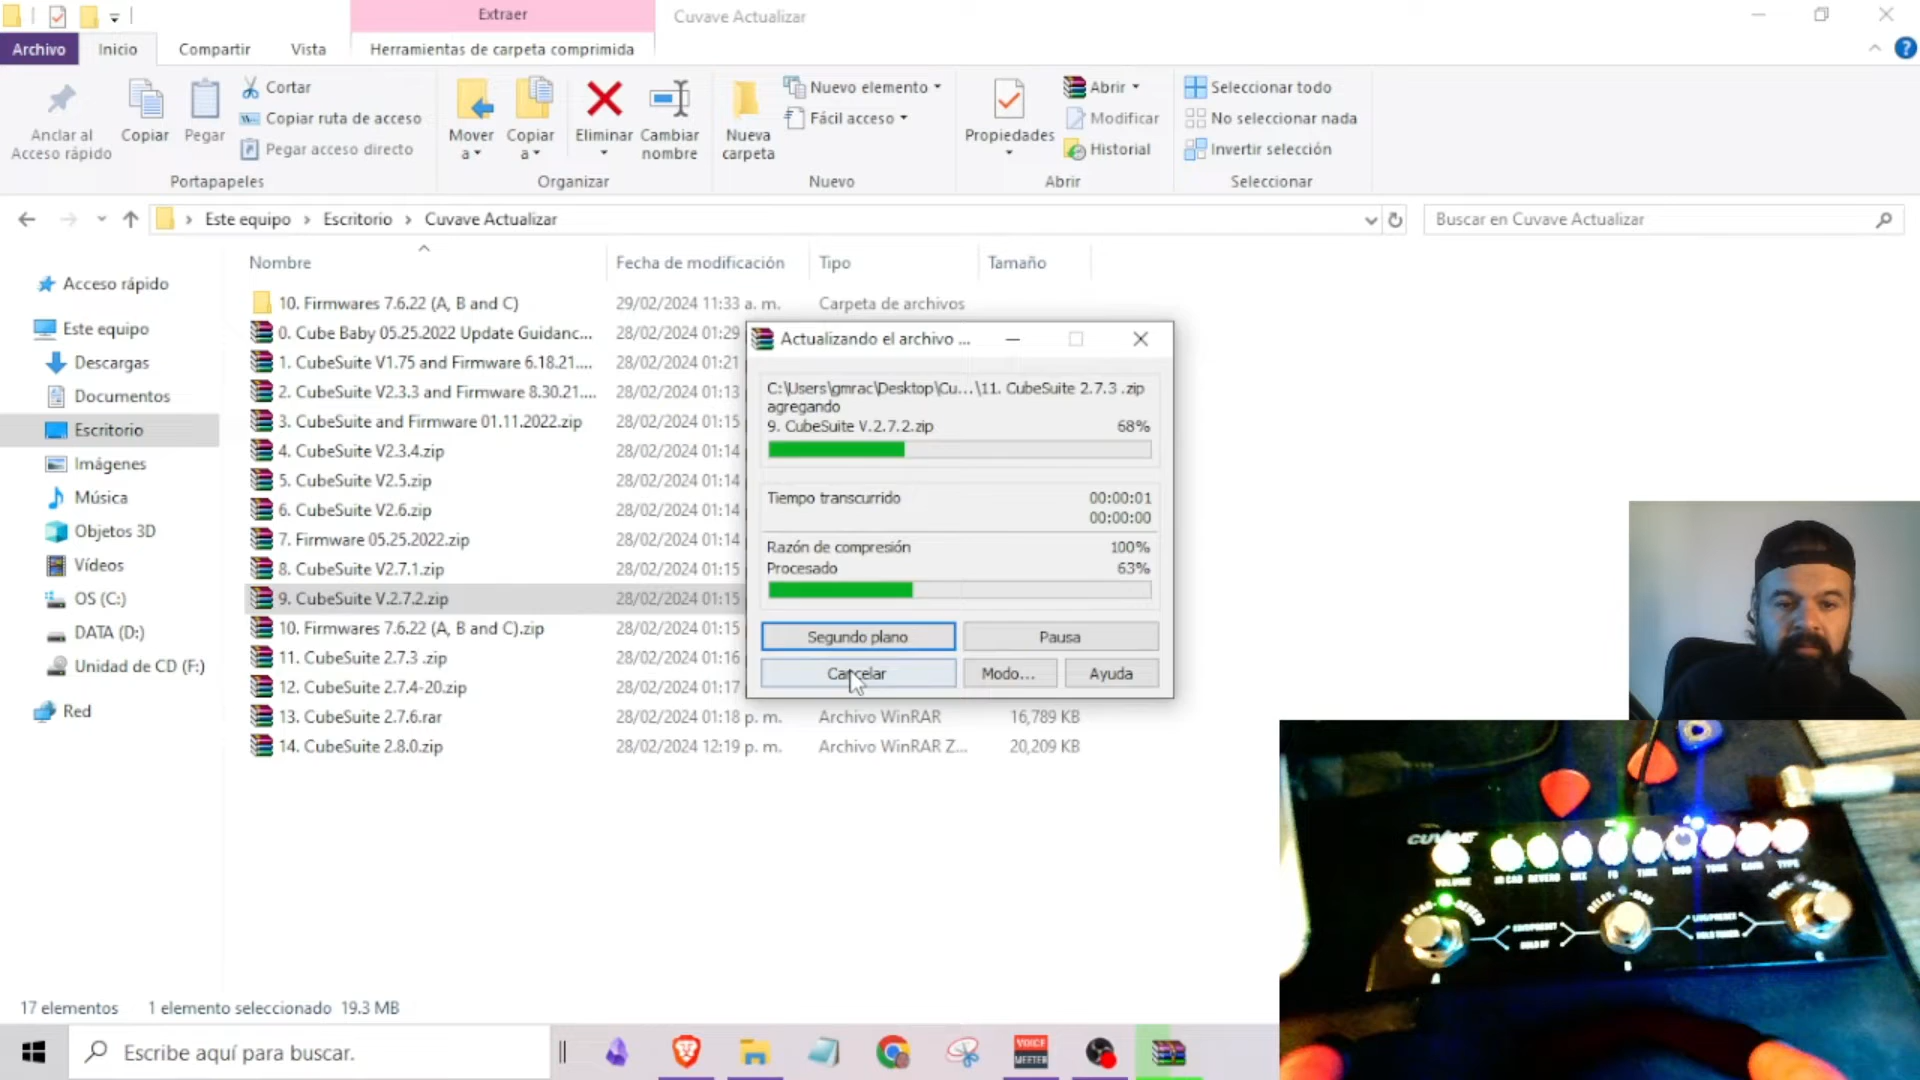 Extraer
Cuvave Actualizar
Archivo
Inicio
Compartir
Vista
Herramientas de carpeta comprimida
Anclar al
Acceso rápido
Copiar
Pegar
Cortar
Copiar ruta de acceso
Pegar acceso directo
Portapapeles
Mover
a
Copiar
a
Eliminar
Cambiar
nombre
Organizar
Nueva
carpeta
Nuevo elemento
Fácil acceso
Nuevo
Propiedades
Abrir
Modificar
Historial
Abrir
Seleccionar todo
No seleccionar nada
Invertir selección
Seleccionar
Este equipo > Escritorio > Cuvave Actualizar
Buscar en Cuvave Actualizar
Nombre
Fecha de modificación
Tipo
Tamaño
Acceso rápido
Este equipo
Descargas
Documentos
Escritorio
Imágenes
Música
Objetos 3D
Vídeos
OS (C:)
DATA (D:)
Unidad de CD (F:)
Red
10. Firmwares 7.6.22 (A, B and C) 29/02/2024 11:33 a. m. Carpeta de archivos
0. Cube Baby 05.25.2022 Update Guidanc... 28/02/2024 01:29
1. CubeSuite V1.75 and Firmware 6.18.21.... 28/02/2024 01:21
2. CubeSuite V2.3.3 and Firmware 8.30.21.... 28/02/2024 01:13
3. CubeSuite and Firmware 01.11.2022.zip 28/02/2024 01:15
4. CubeSuite V2.3.4.zip 28/02/2024 01:14
5. CubeSuite V2.5.zip 28/02/2024 01:14
6. CubeSuite V2.6.zip 28/02/2024 01:14
7. Firmware 05.25.2022.zip 28/02/2024 01:14
8. CubeSuite V2.7.1.zip 28/02/2024 01:15
9. CubeSuite V.2.7.2.zip 28/02/2024 01:15
10. Firmwares 7.6.22 (A, B and C).zip 28/02/2024 01:15
11. CubeSuite 2.7.3 .zip 28/02/2024 01:16
12. CubeSuite 2.7.4-20.zip 28/02/2024 01:17
13. CubeSuite 2.7.6.rar 28/02/2024 01:18 p. m. Archivo WinRAR 16,789 KB
14. CubeSuite 2.8.0.zip 28/02/2024 12:19 p. m. Archivo WinRAR Z... 20,209 KB
Actualizando el archivo ...
C:\Users\gmrac\Desktop\Cu...\11. CubeSuite 2.7.3 .zip
agregando
9. CubeSuite V.2.7.2.zip 68%
Tiempo transcurrido 00:00:01
00:00:00
Razón de compresión 100%
Procesado 63%
Segundo plano
Pausa
Cancelar
Modo...
Ayuda
VOLUME IR CAB REVERB MIX FB TIME MOD TONE GAIN TYPE
A
B
17 elementos 1 elemento seleccionado 19.3 MB
Escribe aquí para buscar.
VOICE
MEETER